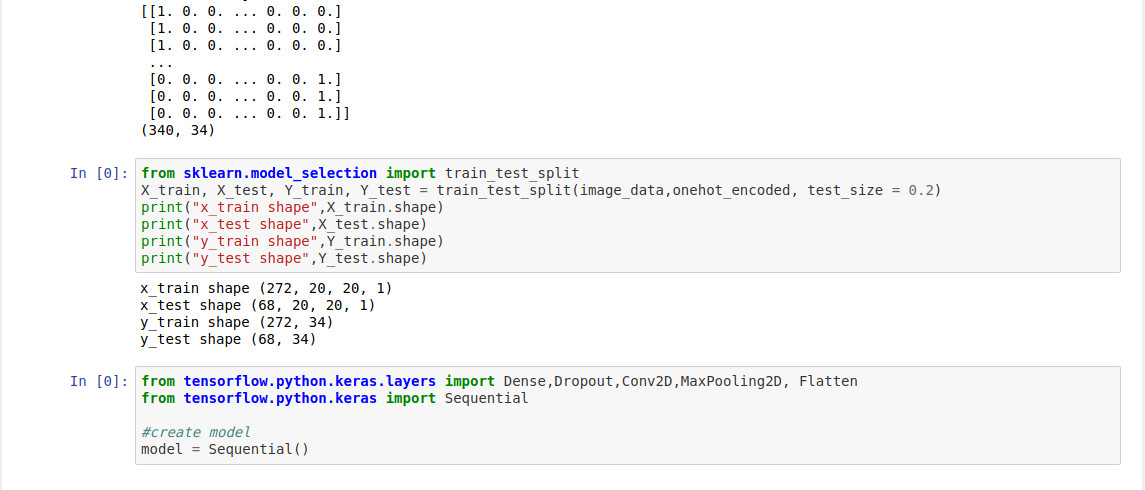 [[1. 0. 0. ... 0. 0. 0.]
[1. 0. 0. ... 0. 0. 0.]
[1. 0. 0. ... 0. 0. 0.]
...
[0. 0. 0. ... 0. 0. 1.]
[0. 0. 0. ... 0. 0. 1.]
[0. 0. 0. ... 0. 0. 1.]]
(340, 34)
In [0]: from sklearn.model_selection import train_test_split
X_train, X_test, Y_train, Y_test = train_test_split(image_data,onehot_encoded, test_size = 0.2)
print("x_train shape",X_train.shape)
print("x_test shape",X_test.shape)
print("y_train shape",Y_train.shape)
print("y_test shape",Y_test.shape)
x_train shape (272, 20, 20, 1)
x_test shape (68, 20, 20, 1)
y_train shape (272, 34)
y_test shape (68, 34)
In [0]: from tensorflow.python.keras.layers import Dense,Dropout,Conv2D,MaxPooling2D, Flatten
from tensorflow.python.keras import Sequential
#create model
model = Sequential()